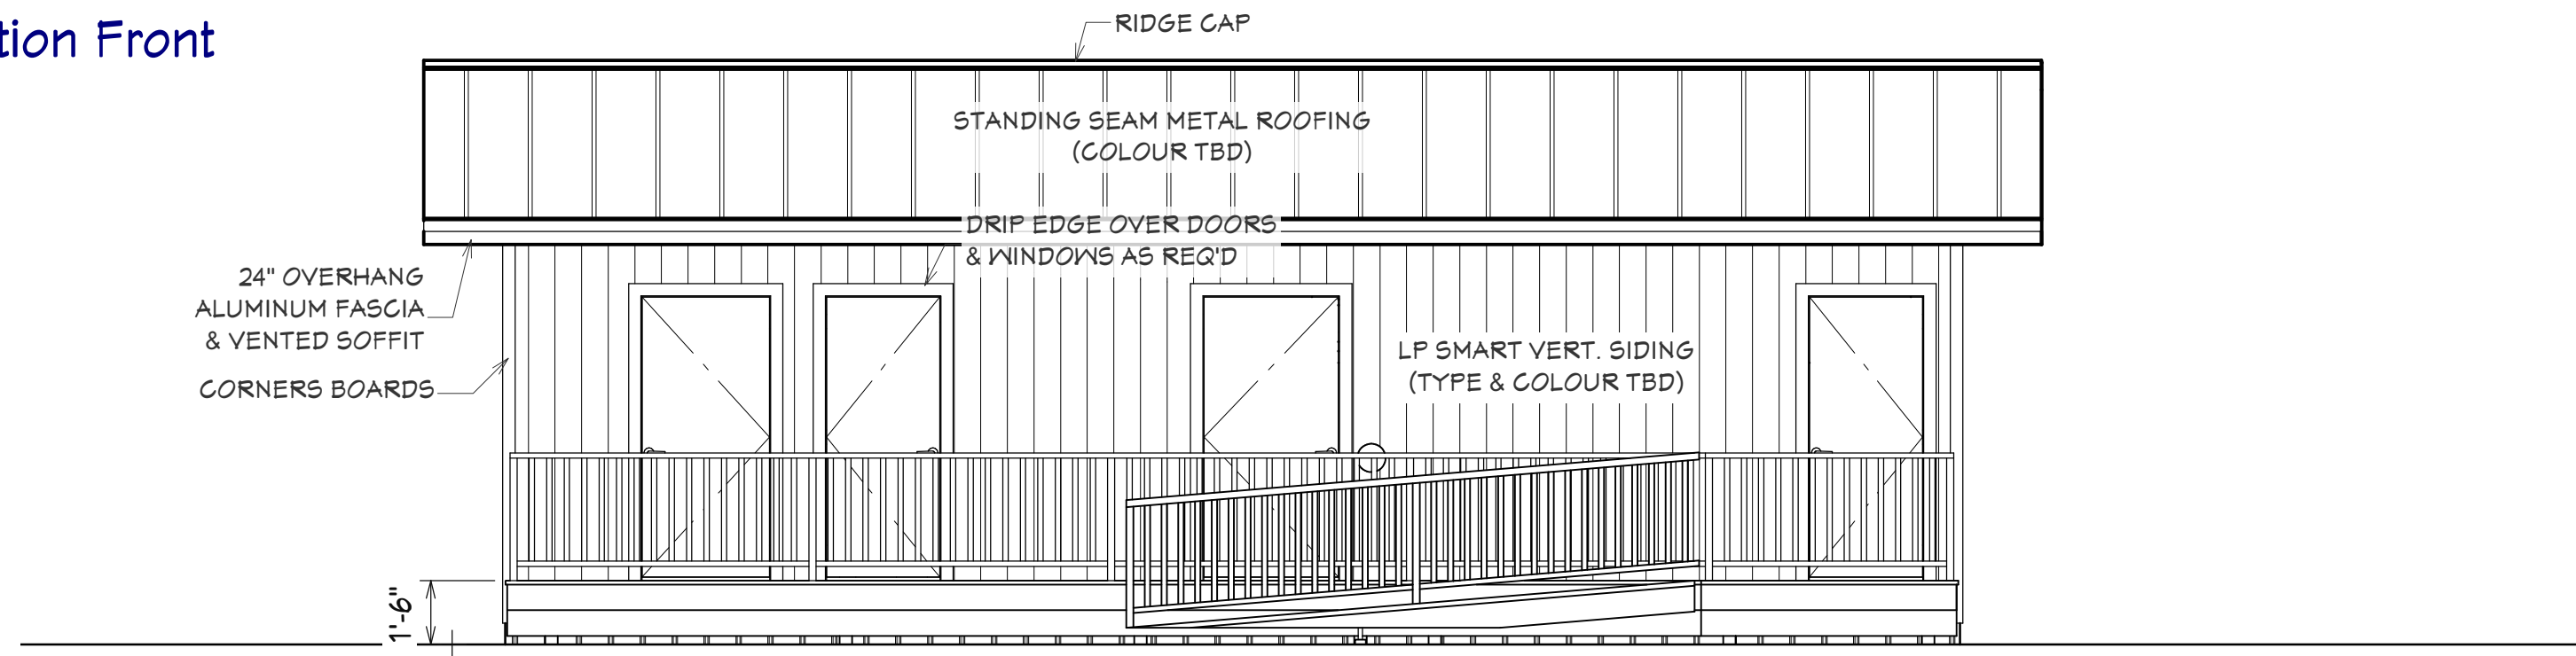 tion Front
RIDGE CAP
STANDING SEAM METAL ROOFING
(COLOUR TBD)
DRIP EDGE OVER DOORS
& WINDOWS AS REQ'D
24" OVERHANG
ALUMINUM FASCIA
& VENTED SOFFIT
CORNERS BOARDS
LP SMART VERT. SIDING
(TYPE & COLOUR TBD)
1'-6"